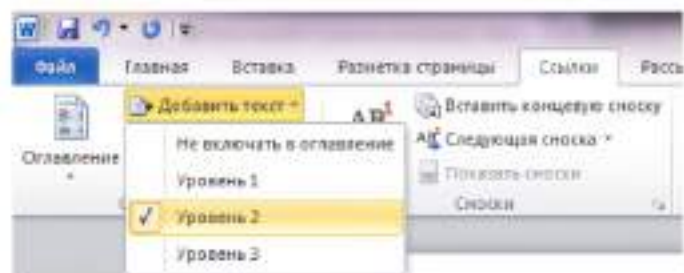 W
Файл Главная Вставка Разметка страницы Ссылки Рассы
Добавить текст
AB1
Вставить концевую сноску
Не включать в оглавление
AB Следующая сноска
Оглавление
Уровень 1
Показать сноски
Уровень 2
Сноски
Уровень 3